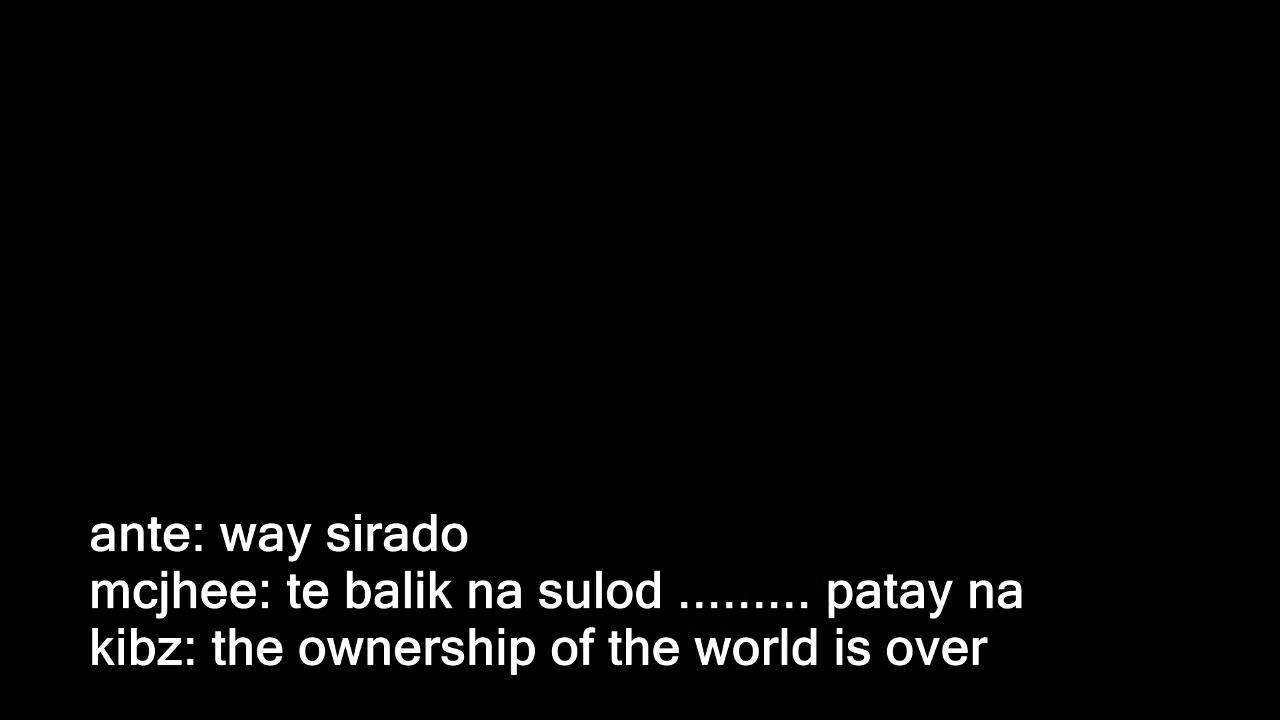 ante: way sirado
mcjhee: te balik na sulod ......... patay na
kibz: the ownership of the world is over